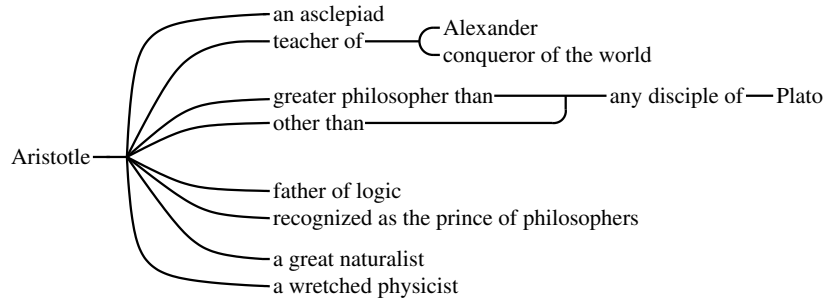 an asclepiad
teacher of
Alexander
conqueror of the world
greater philosopher than
any disciple of
Plato
other than
Aristotle
father of logic
recognized as the prince of philosophers
a great naturalist
a wretched physicist